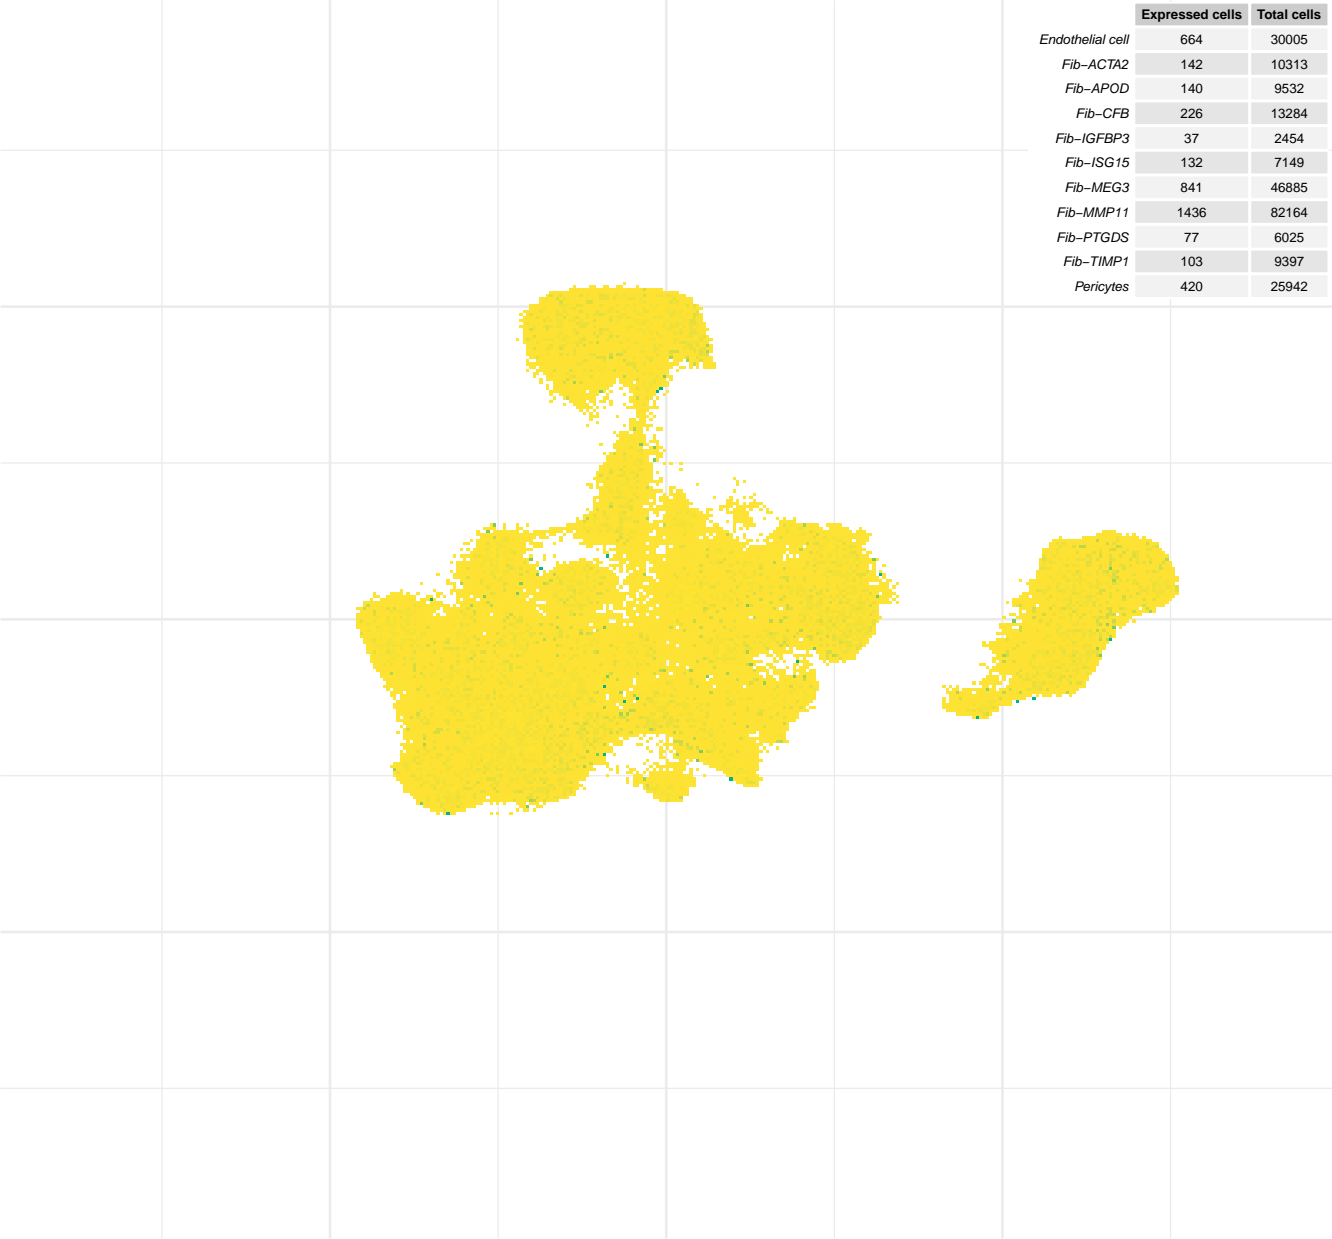 Expressed cells Total cells
Endothelial cell 664 30005
Fib−ACTA2 142 10313
Fib−APOD 140 9532
Fib−CFB 226 13284
Fib−IGFBP3 37 2454
Fib−ISG15 132 7149
Fib−MEG3 841 46885
Fib−MMP11 1436 82164
Fib−PTGDS 77 6025
Fib−TIMP1 103 9397
Pericytes 420 25942